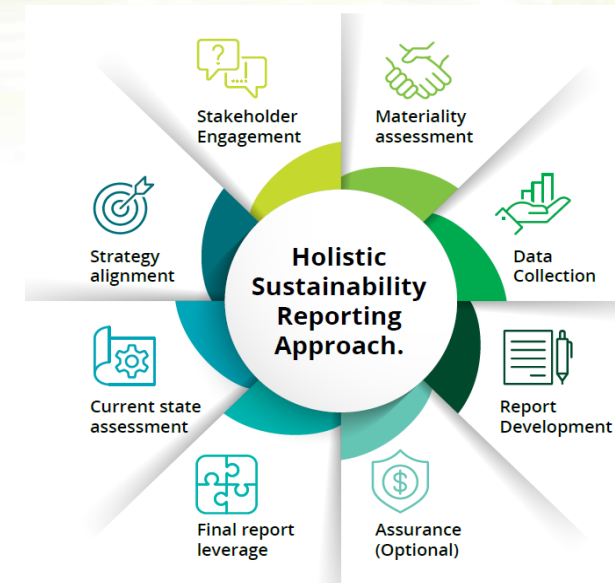 Stakeholder
Engagement
Materiality
assessment
Strategy
alignment
Data
Collection
Holistic
Sustainability
Reporting
Approach.
Current state
assessment
Report
Development
Final report
leverage
Assurance
(Optional)